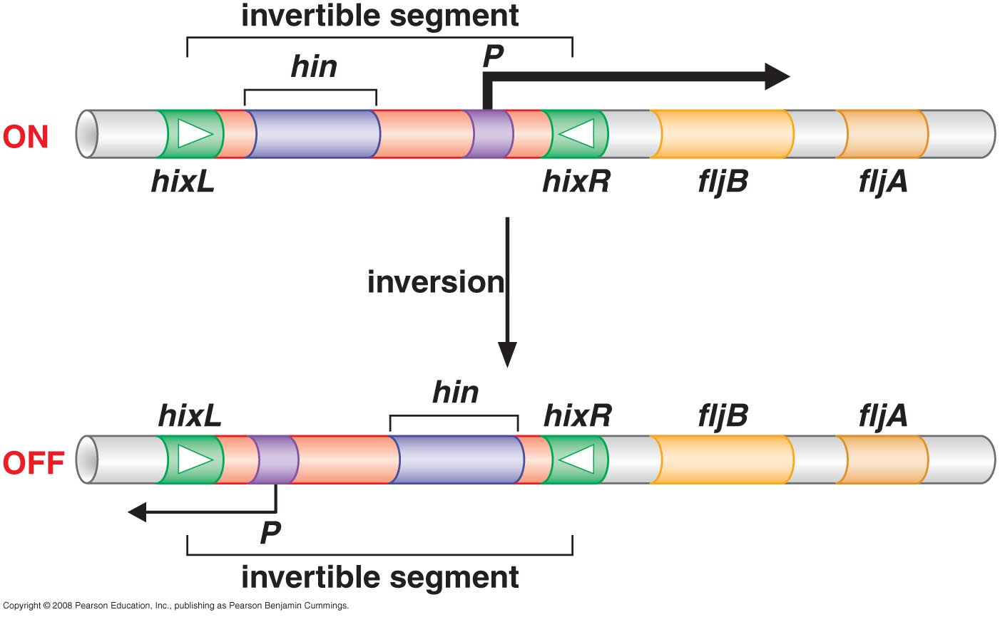 invertible segment
P
hin
ON
hixL
hixR
fljB
fljA
inversion
hin
hixL
hixR
fljB
fljA
OFF
P
invertible segment
Copyright © 2008 Pearson Education, Inc., publishing as Pearson Benjamin Cummings.